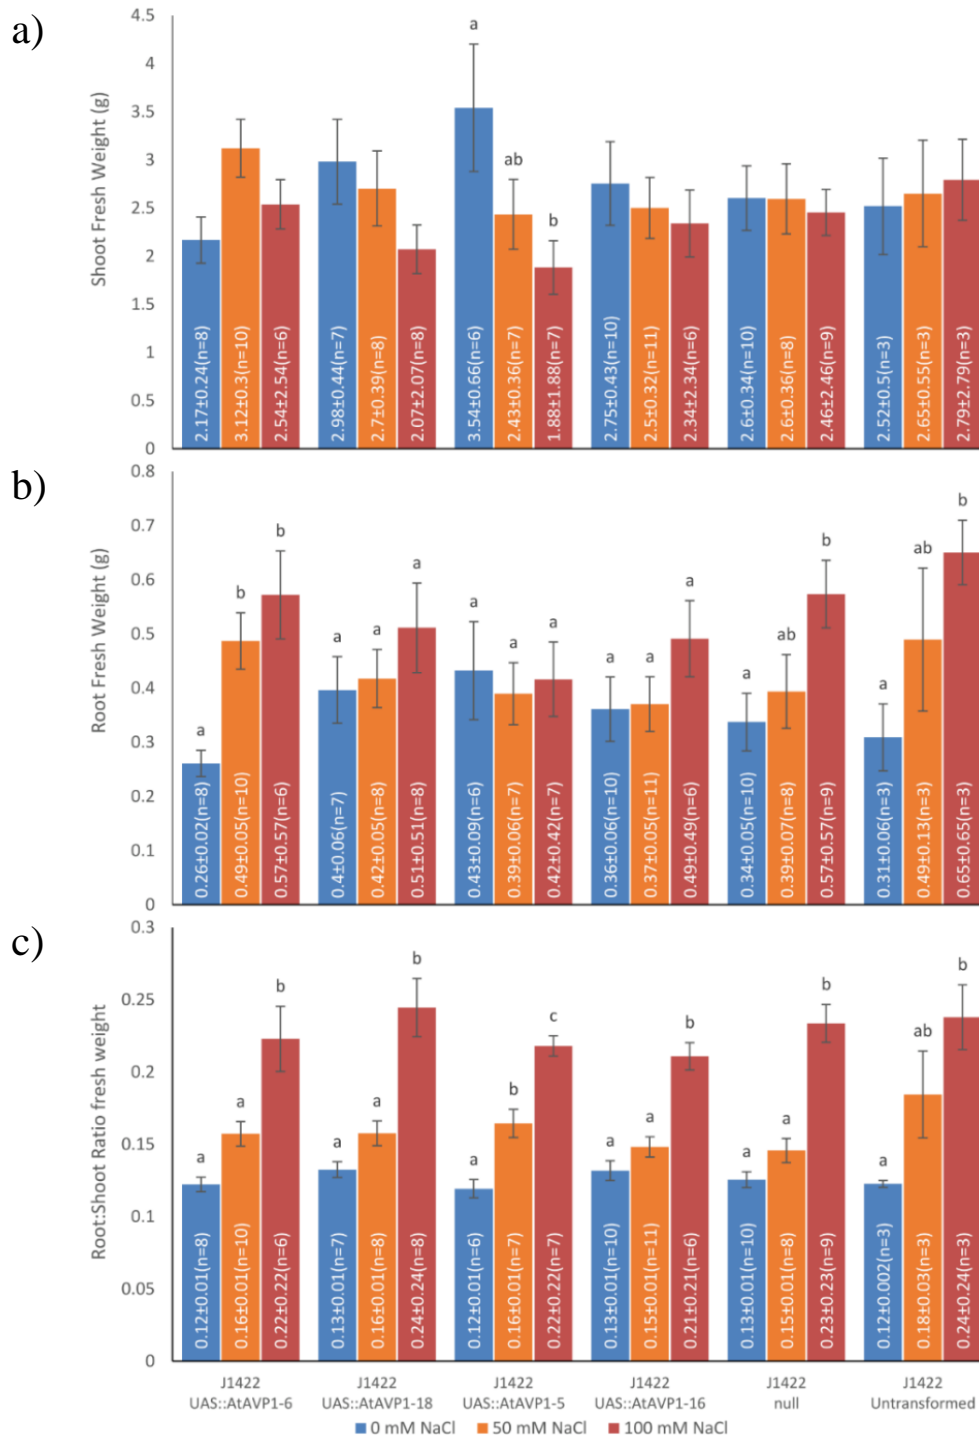 a)
Shoot Fresh Weight (g)
4.5
4
3.5
3
2.5
2
1.5
1
0.5
0
a
ab
b
2.17±0.24(n=8)
3.12±0.3(n=10)
2.54±2.54(n=6)
2.98±0.44(n=7)
2.7±0.39(n=8)
2.07±2.07(n=8)
3.54±0.66(n=6)
2.43±0.36(n=7)
1.88±1.88(n=7)
2.75±0.43(n=10)
2.5±0.32(n=11)
2.34±2.34(n=6)
2.6±0.34(n=10)
2.6±0.36(n=8)
2.46±2.46(n=9)
2.52±0.5(n=3)
2.65±0.55(n=3)
2.79±2.79(n=3)
b)
Root Fresh Weight (g)
0.8
0.7
0.6
0.5
0.4
0.3
0.2
0.1
0
a
b
b
a
a
a
a
a
a
a
a
a
a
ab
b
a
ab
b
0.26±0.02(n=8)
0.49±0.05(n=10)
0.57±0.57(n=6)
0.4±0.06(n=7)
0.42±0.05(n=8)
0.51±0.51(n=8)
0.43±0.09(n=6)
0.39±0.06(n=7)
0.42±0.42(n=7)
0.36±0.06(n=10)
0.37±0.05(n=11)
0.49±0.49(n=6)
0.34±0.05(n=10)
0.39±0.07(n=8)
0.57±0.57(n=9)
0.31±0.06(n=3)
0.49±0.13(n=3)
0.65±0.65(n=3)
c)
Root:Shoot Ratio fresh weight
0.3
0.25
0.2
0.15
0.1
0.05
0
a
a
b
a
a
b
a
b
c
a
a
b
a
a
b
a
ab
b
0.12±0.01(n=8)
0.16±0.01(n=10)
0.22±0.22(n=6)
0.13±0.01(n=7)
0.16±0.01(n=8)
0.24±0.24(n=8)
0.12±0.01(n=6)
0.16±0.01(n=7)
0.22±0.22(n=7)
0.13±0.01(n=10)
0.15±0.01(n=11)
0.21±0.21(n=6)
0.13±0.01(n=10)
0.15±0.01(n=8)
0.23±0.23(n=9)
0.12±0.002(n=3)
0.18±0.03(n=3)
0.24±0.24(n=3)
J1422
UAS::AtAVP1-6
J1422
UAS::AtAVP1-18
J1422
UAS::AtAVP1-5
J1422
UAS::AtAVP1-16
J1422
null
J1422
Untransformed
0 mM NaCl
50 mM NaCl
100 mM NaCl